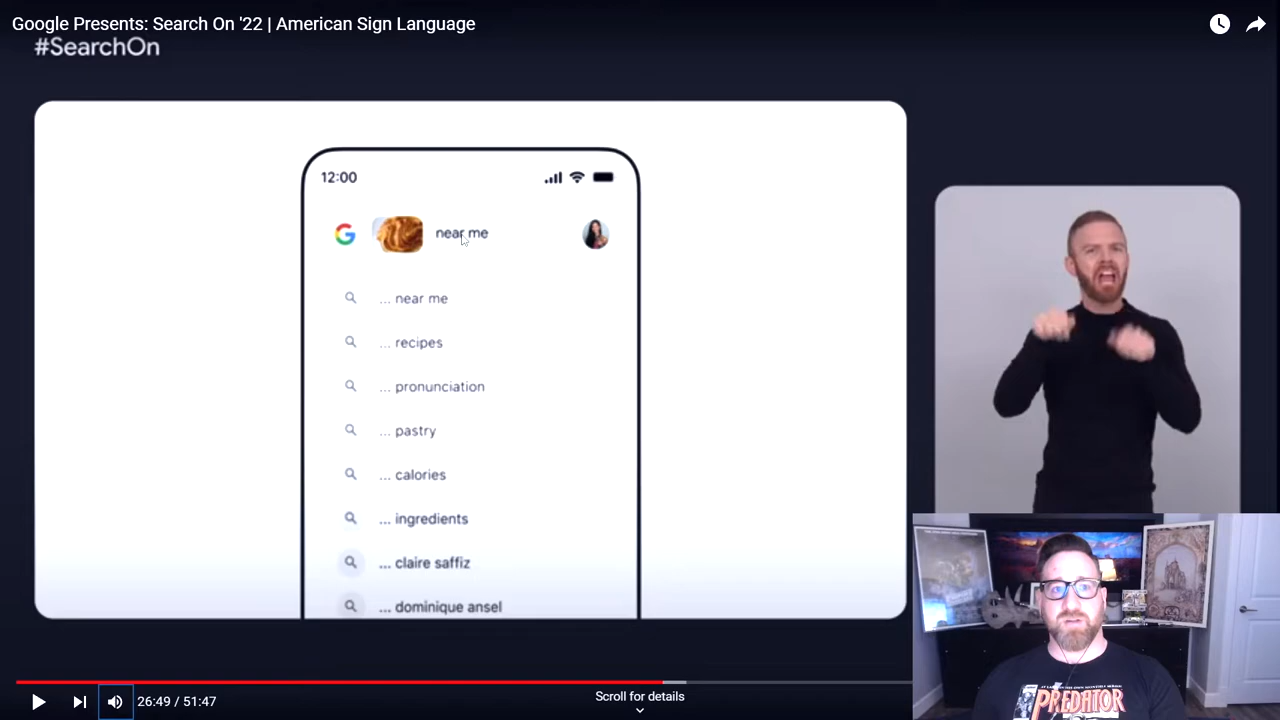 Google Presents: Search On '22 | American Sign Language
#SearchOn
12:00
G
near me
... near me
... recipes
... pronunciation
... pastry
... calories
... ingredients
... claire saffiz
... dominique ansel
PREDATOR
26:49 / 51:47
Scroll for details